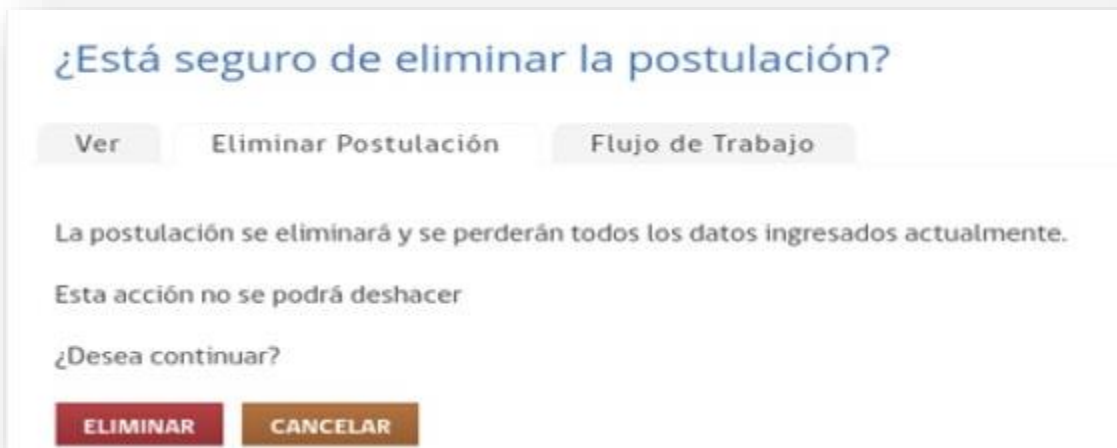 ¿Está seguro de eliminar la postulación?
Ver Eliminar Postulación Flujo de Trabajo
La postulación se eliminará y se perderán todos los datos ingresados actualmente.
Esta acción no se podrá deshacer
¿Desea continuar?
ELIMINAR CANCELAR